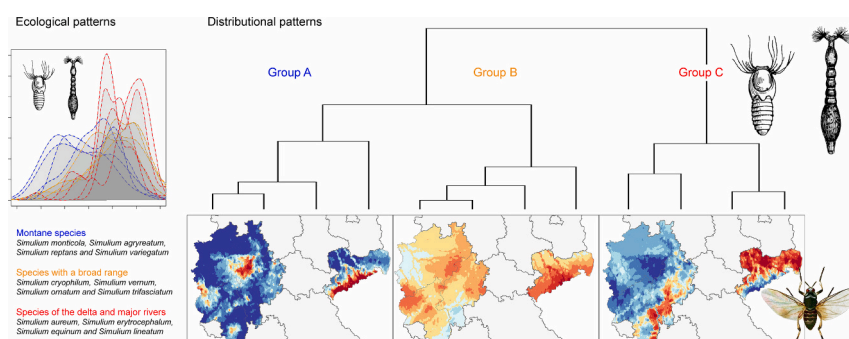 Ecological patterns
Distributional patterns
Group A
Group B
Group C
Montane species
Simulium monticola, Simulium agryreatum,
Simulium reptans and Simulium variegatum
Species with a broad range
Simulium cryophilum, Simulium vernum,
Simulium ornatum and Simulium trifasciatum
Species of the delta and major rivers
Simulium aureum, Simulium erytrocephalum,
Simulium equinum and Simulium lineatum